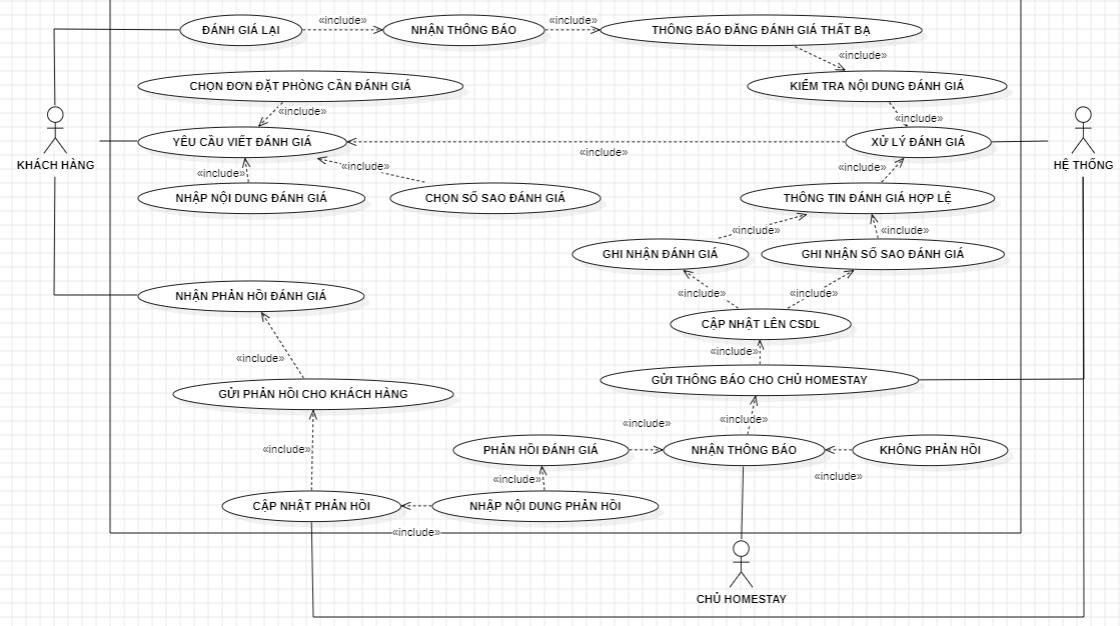 ĐÁNH GIÁ LẠI
«include»
NHẬN THÔNG BÁO
«include»
THÔNG BÁO ĐĂNG ĐÁNH GIÁ THẤT BẠ
«include»
CHỌN ĐƠN ĐẶT PHÒNG CẦN ĐÁNH GIÁ
KIỂM TRA NỘI DUNG ĐÁNH GIÁ
«include»
«include»
YÊU CẦU VIẾT ĐÁNH GIÁ
XỬ LÝ ĐÁNH GIÁ
«include»
KHÁCH HÀNG
HỆ THỐNG
«include»
«include»
«include»
NHẬP NỘI DUNG ĐÁNH GIÁ
CHỌN SỐ SAO ĐÁNH GIÁ
THÔNG TIN ĐÁNH GIÁ HỢP LỆ
«include»
«include»
GHI NHẬN ĐÁNH GIÁ
GHI NHẬN SỐ SAO ĐÁNH GIÁ
«include»
«include»
NHẬN PHẢN HỒI ĐÁNH GIÁ
CẬP NHẬT LÊN CSDL
«include»
«include»
GỬI THÔNG BÁO CHO CHỦ HOMESTAY
GỬI PHẢN HỒI CHO KHÁCH HÀNG
«include»
«include»
«include»
PHẢN HỒI ĐÁNH GIÁ
NHẬN THÔNG BÁO
KHÔNG PHẢN HỒI
«include»
«include»
CẬP NHẬT PHẢN HỒI
NHẬP NỘI DUNG PHẢN HỒI
«include»
CHỦ HOMESTAY